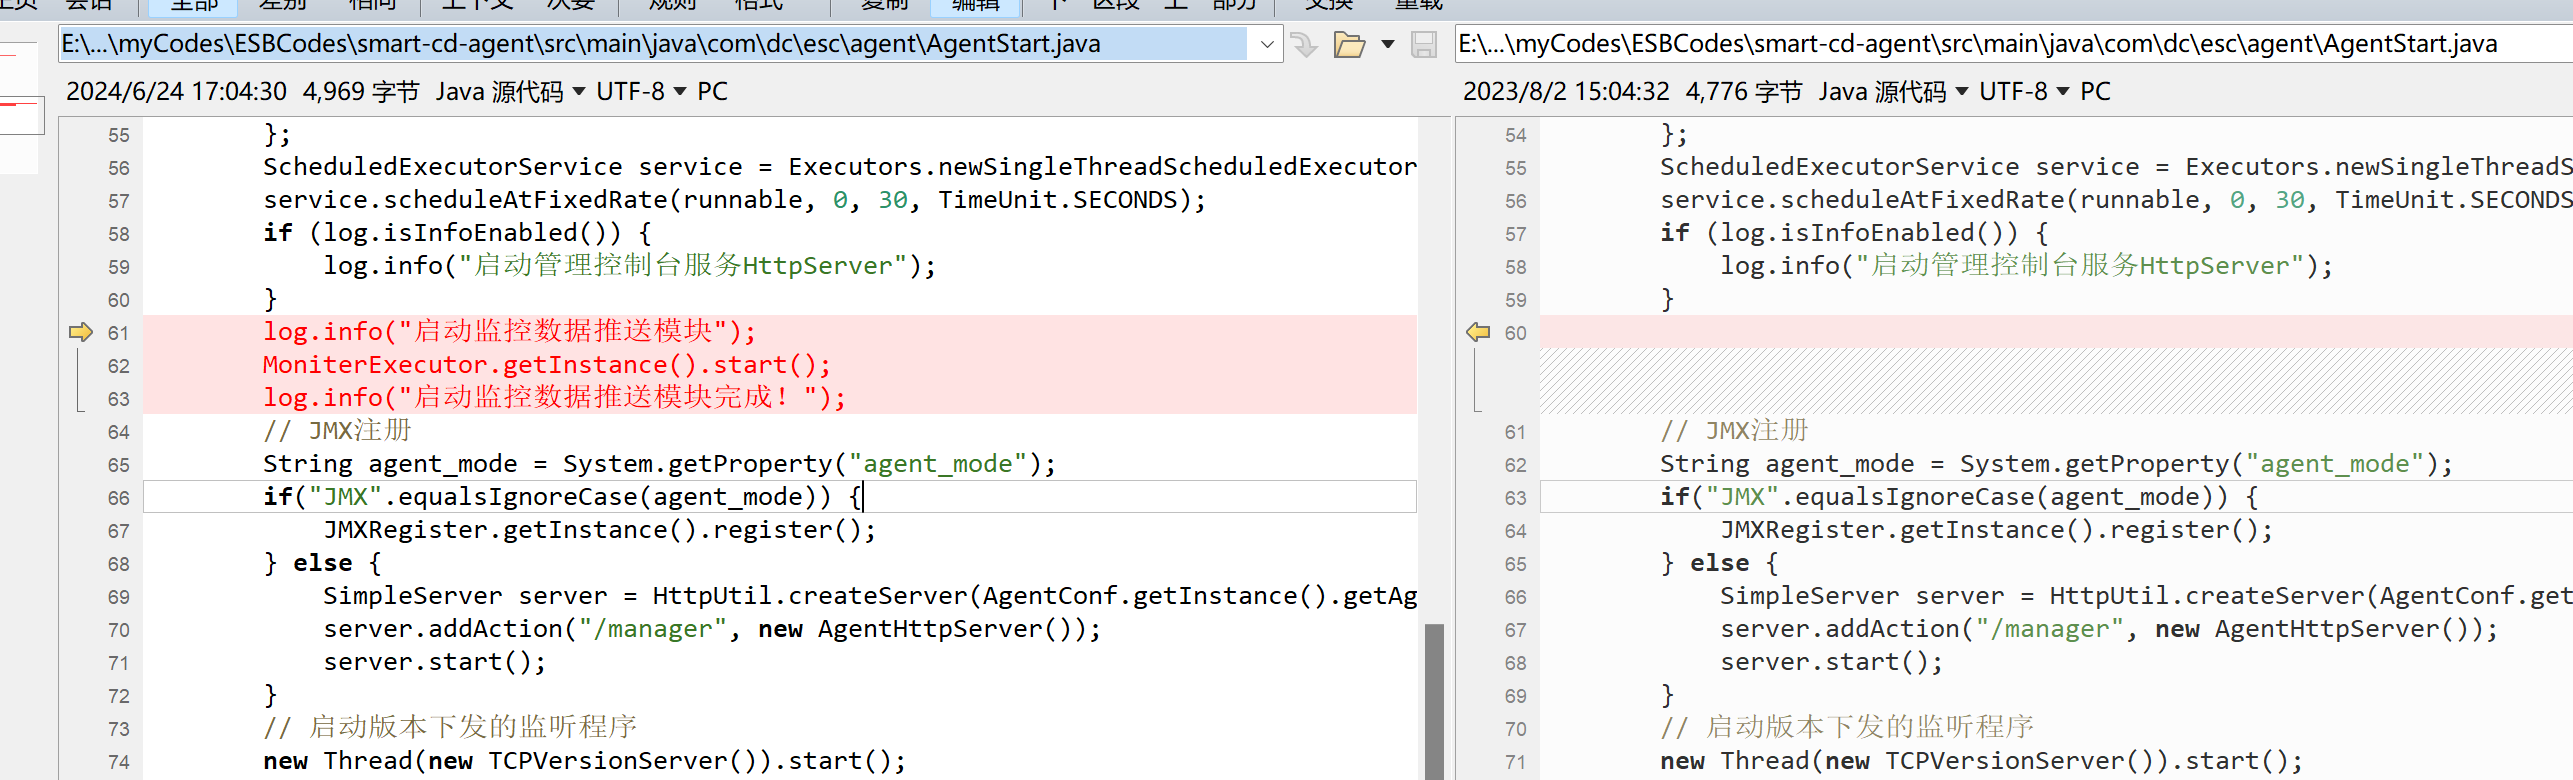 主页 会话 全部 差别 相同 上下文 次要 规则 格式 复制 编辑 下一区段 上一部分 交换 重载
E:\...\myCodes\ESBCodes\smart-cd-agent\src\main\java\com\dc\esc\agent\AgentStart.java
2024/6/24 17:04:30 4,969 字节 Java 源代码 UTF-8 PC
55 };
56 ScheduledExecutorService service = Executors.newSingleThreadScheduledExecutor
57 service.scheduleAtFixedRate(runnable, 0, 30, TimeUnit.SECONDS);
58 if (log.isInfoEnabled()) {
59 log.info("启动管理控制台服务HttpServer");
60 }
61 log.info("启动监控数据推送模块");
62 MoniterExecutor.getInstance().start();
63 log.info("启动监控数据推送模块完成！");
64 // JMX注册
65 String agent_mode = System.getProperty("agent_mode");
66 if("JMX".equalsIgnoreCase(agent_mode)) {
67 JMXRegister.getInstance().register();
68 } else {
69 SimpleServer server = HttpUtil.createServer(AgentConf.getInstance().getAg
70 server.addAction("/manager", new AgentHttpServer());
71 server.start();
72 }
73 // 启动版本下发的监听程序
74 new Thread(new TCPVersionServer()).start();
E:\...\myCodes\ESBCodes\smart-cd-agent\src\main\java\com\dc\esc\agent\AgentStart.java
2023/8/2 15:04:32 4,776 字节 Java 源代码 UTF-8 PC
54 };
55 ScheduledExecutorService service = Executors.newSingleThreadS
56 service.scheduleAtFixedRate(runnable, 0, 30, TimeUnit.SECONDS
57 if (log.isInfoEnabled()) {
58 log.info("启动管理控制台服务HttpServer");
59 }
60
61 // JMX注册
62 String agent_mode = System.getProperty("agent_mode");
63 if("JMX".equalsIgnoreCase(agent_mode)) {
64 JMXRegister.getInstance().register();
65 } else {
66 SimpleServer server = HttpUtil.createServer(AgentConf.get
67 server.addAction("/manager", new AgentHttpServer());
68 server.start();
69 }
70 // 启动版本下发的监听程序
71 new Thread(new TCPVersionServer()).start();